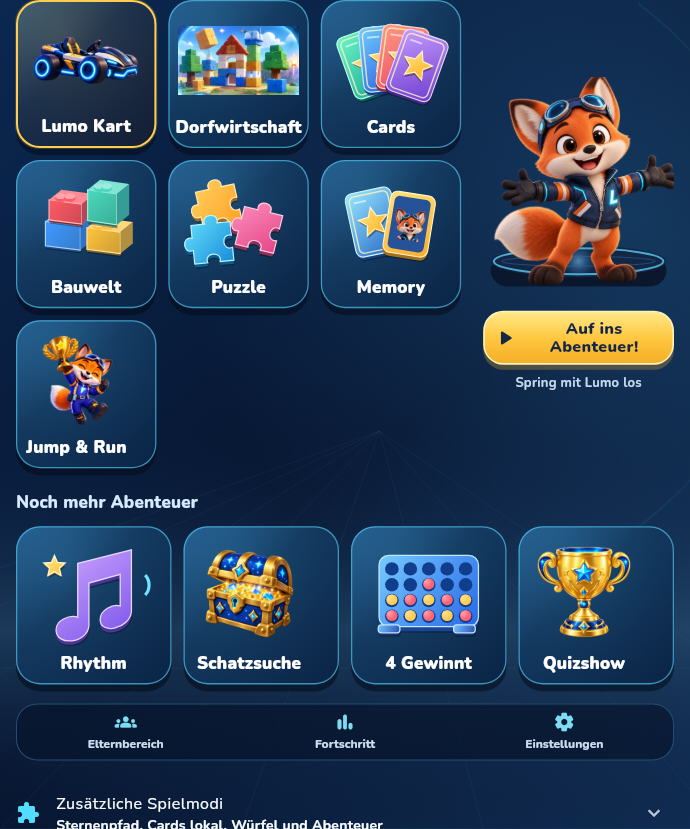 Lumo Kart
Dorfwirtschaft
Cards
Bauwelt
Puzzle
Memory
Auf ins
Abenteuer!
Spring mit Lumo los
Jump & Run
Noch mehr Abenteuer
Rhythm
Schatzsuche
4 Gewinnt
Quizshow
Elternbereich
Fortschritt
Einstellungen
Zusätzliche Spielmodi
Sternenpfad, Cards lokal, Würfel und Abenteuer